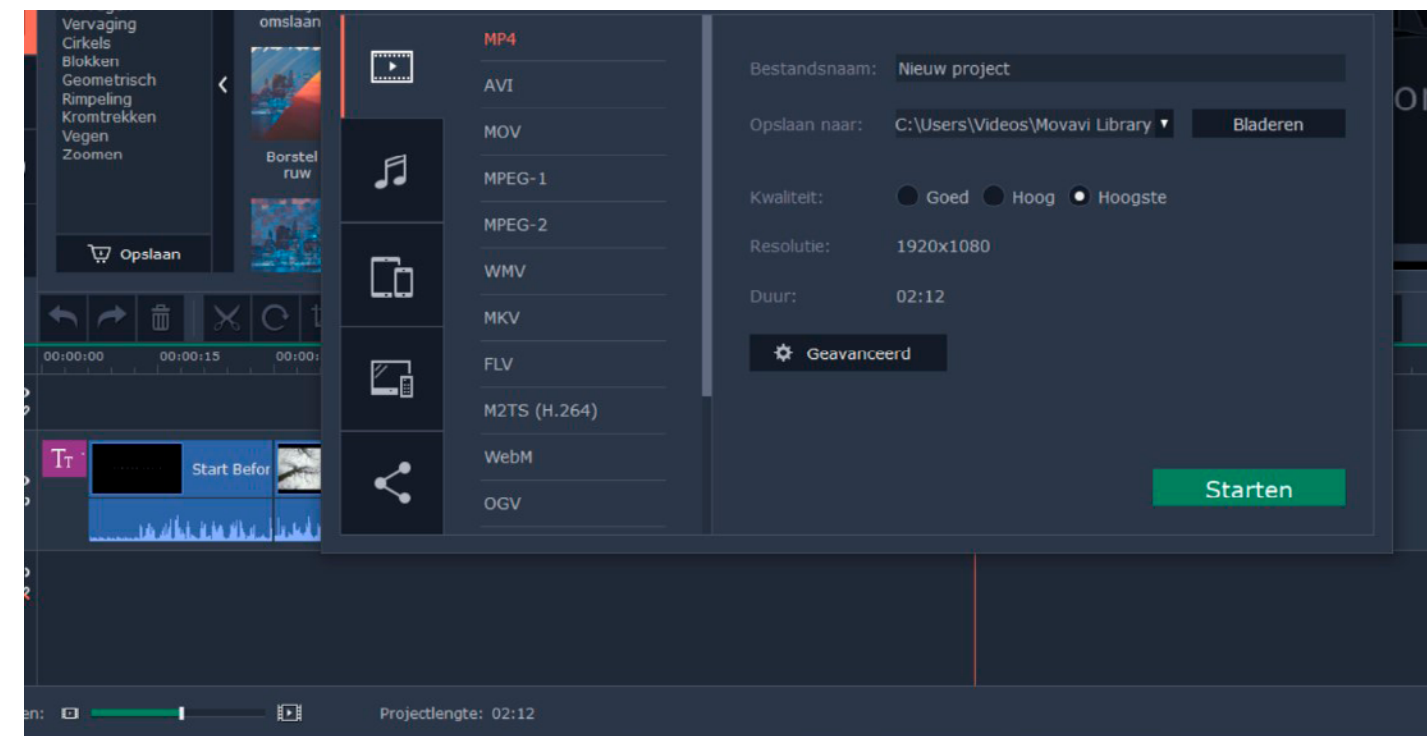 Vervaging
Cirkels
Blokken
Geometrisch
Rimpeling
Kromtrekken
Vegen
Zoomen
Opslaan
omslaan
Borstel
ruw
MP4
AVI
MOV
MPEG-1
MPEG-2
WMV
MKV
FLV
M2TS (H.264)
WebM
OGV
Bestandsnaam: Nieuw project
Opslaan naar: C:\Users\Videos\Movavi Library Bladeren
Kwaliteit: Goed Hoog Hoogste
Resolutie: 1920x1080
Duur: 02:12
Geavanceerd
Starten
00:00:00 00:00:15 00:00:
Tт Start Befor
en: Projectlengte: 02:12